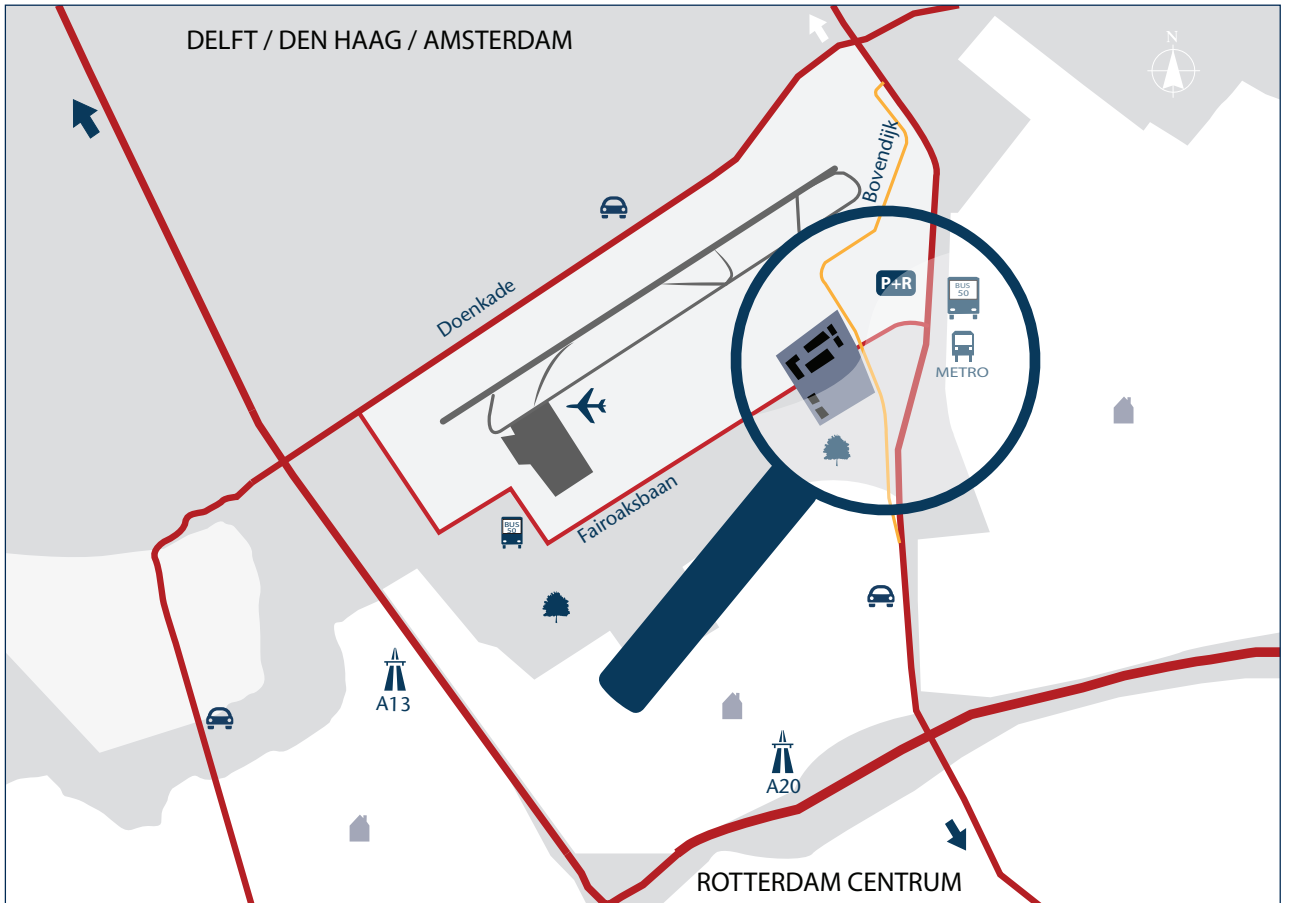 DELFT / DEN HAAG / AMSTERDAM
N
Bovendijk
Doenkade
P+R
BUS
50
METRO
Fairoaksbaan
BUS
50
A13
A20
ROTTERDAM CENTRUM